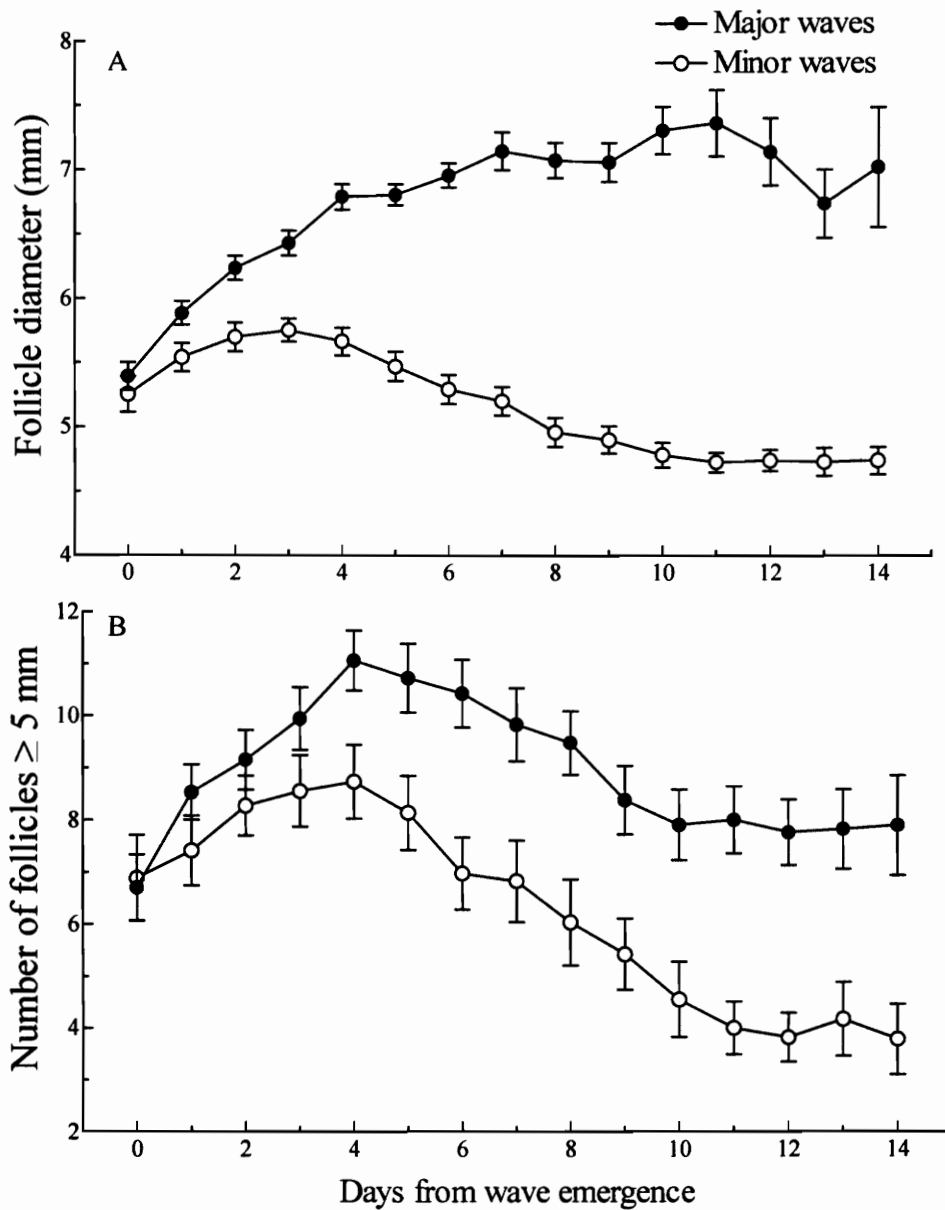 Major waves
Minor waves
A
8
7
6
5
4
Follicle diameter (mm)
0 2 4 6 8 10 12 14
B
12
10
8
6
4
2
Number of follicles ≥ 5 mm
0 2 4 6 8 10 12 14
Days from wave emergence